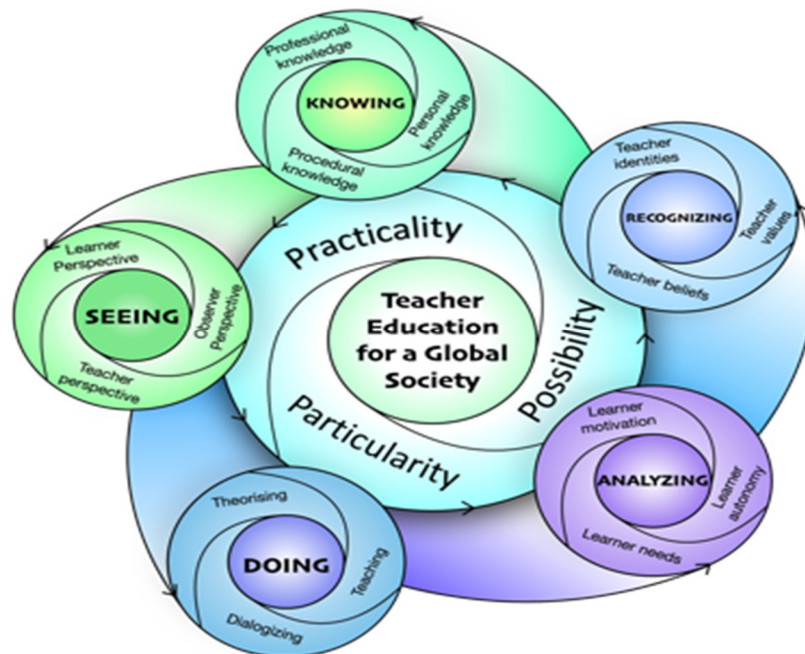 Professional
knowledge
KNOWING
Personal
knowledge
Procedural
knowledge
Teacher
identities
RECOGNIZING
Teacher
values
Teacher beliefs
Learner
Perspective
SEEING
Observer
Perspective
Teacher
perspective
Practicality
Teacher
Education
for a Global
Society
Possibility
Particularity
Learner
motivation
ANALYZING
Learner
autonomy
Learner needs
Theorising
DOING
Teaching
Dialogizing